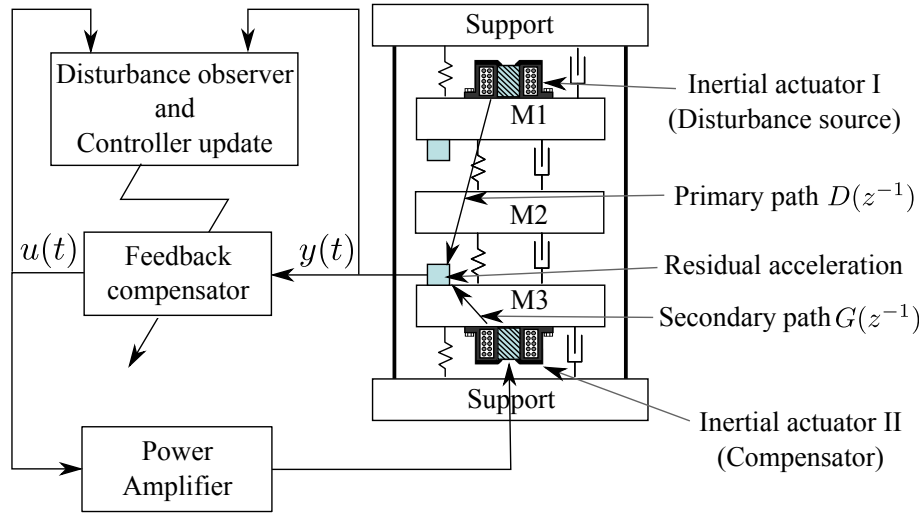 Support
Disturbance observer
and
Controller update
Inertial actuator I
(Disturbance source)
M1
Primary path D(z⁻¹)
M2
u(t)
Feedback
compensator
y(t)
Residual acceleration
M3
Secondary path G(z⁻¹)
Support
Inertial actuator II
(Compensator)
Power
Amplifier